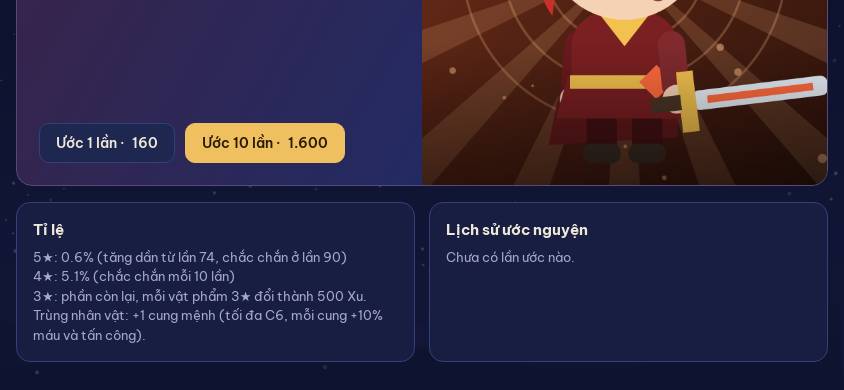 Ước 1 lần · 160
Ước 10 lần · 1.600
Tỉ lệ
5★: 0.6% (tăng dần từ lần 74, chắc chắn ở lần 90)
4★: 5.1% (chắc chắn mỗi 10 lần)
3★: phần còn lại, mỗi vật phẩm 3★ đổi thành 500 Xu.
Trùng nhân vật: +1 cung mệnh (tối đa C6, mỗi cung +10%
máu và tấn công).
Lịch sử ước nguyện
Chưa có lần ước nào.